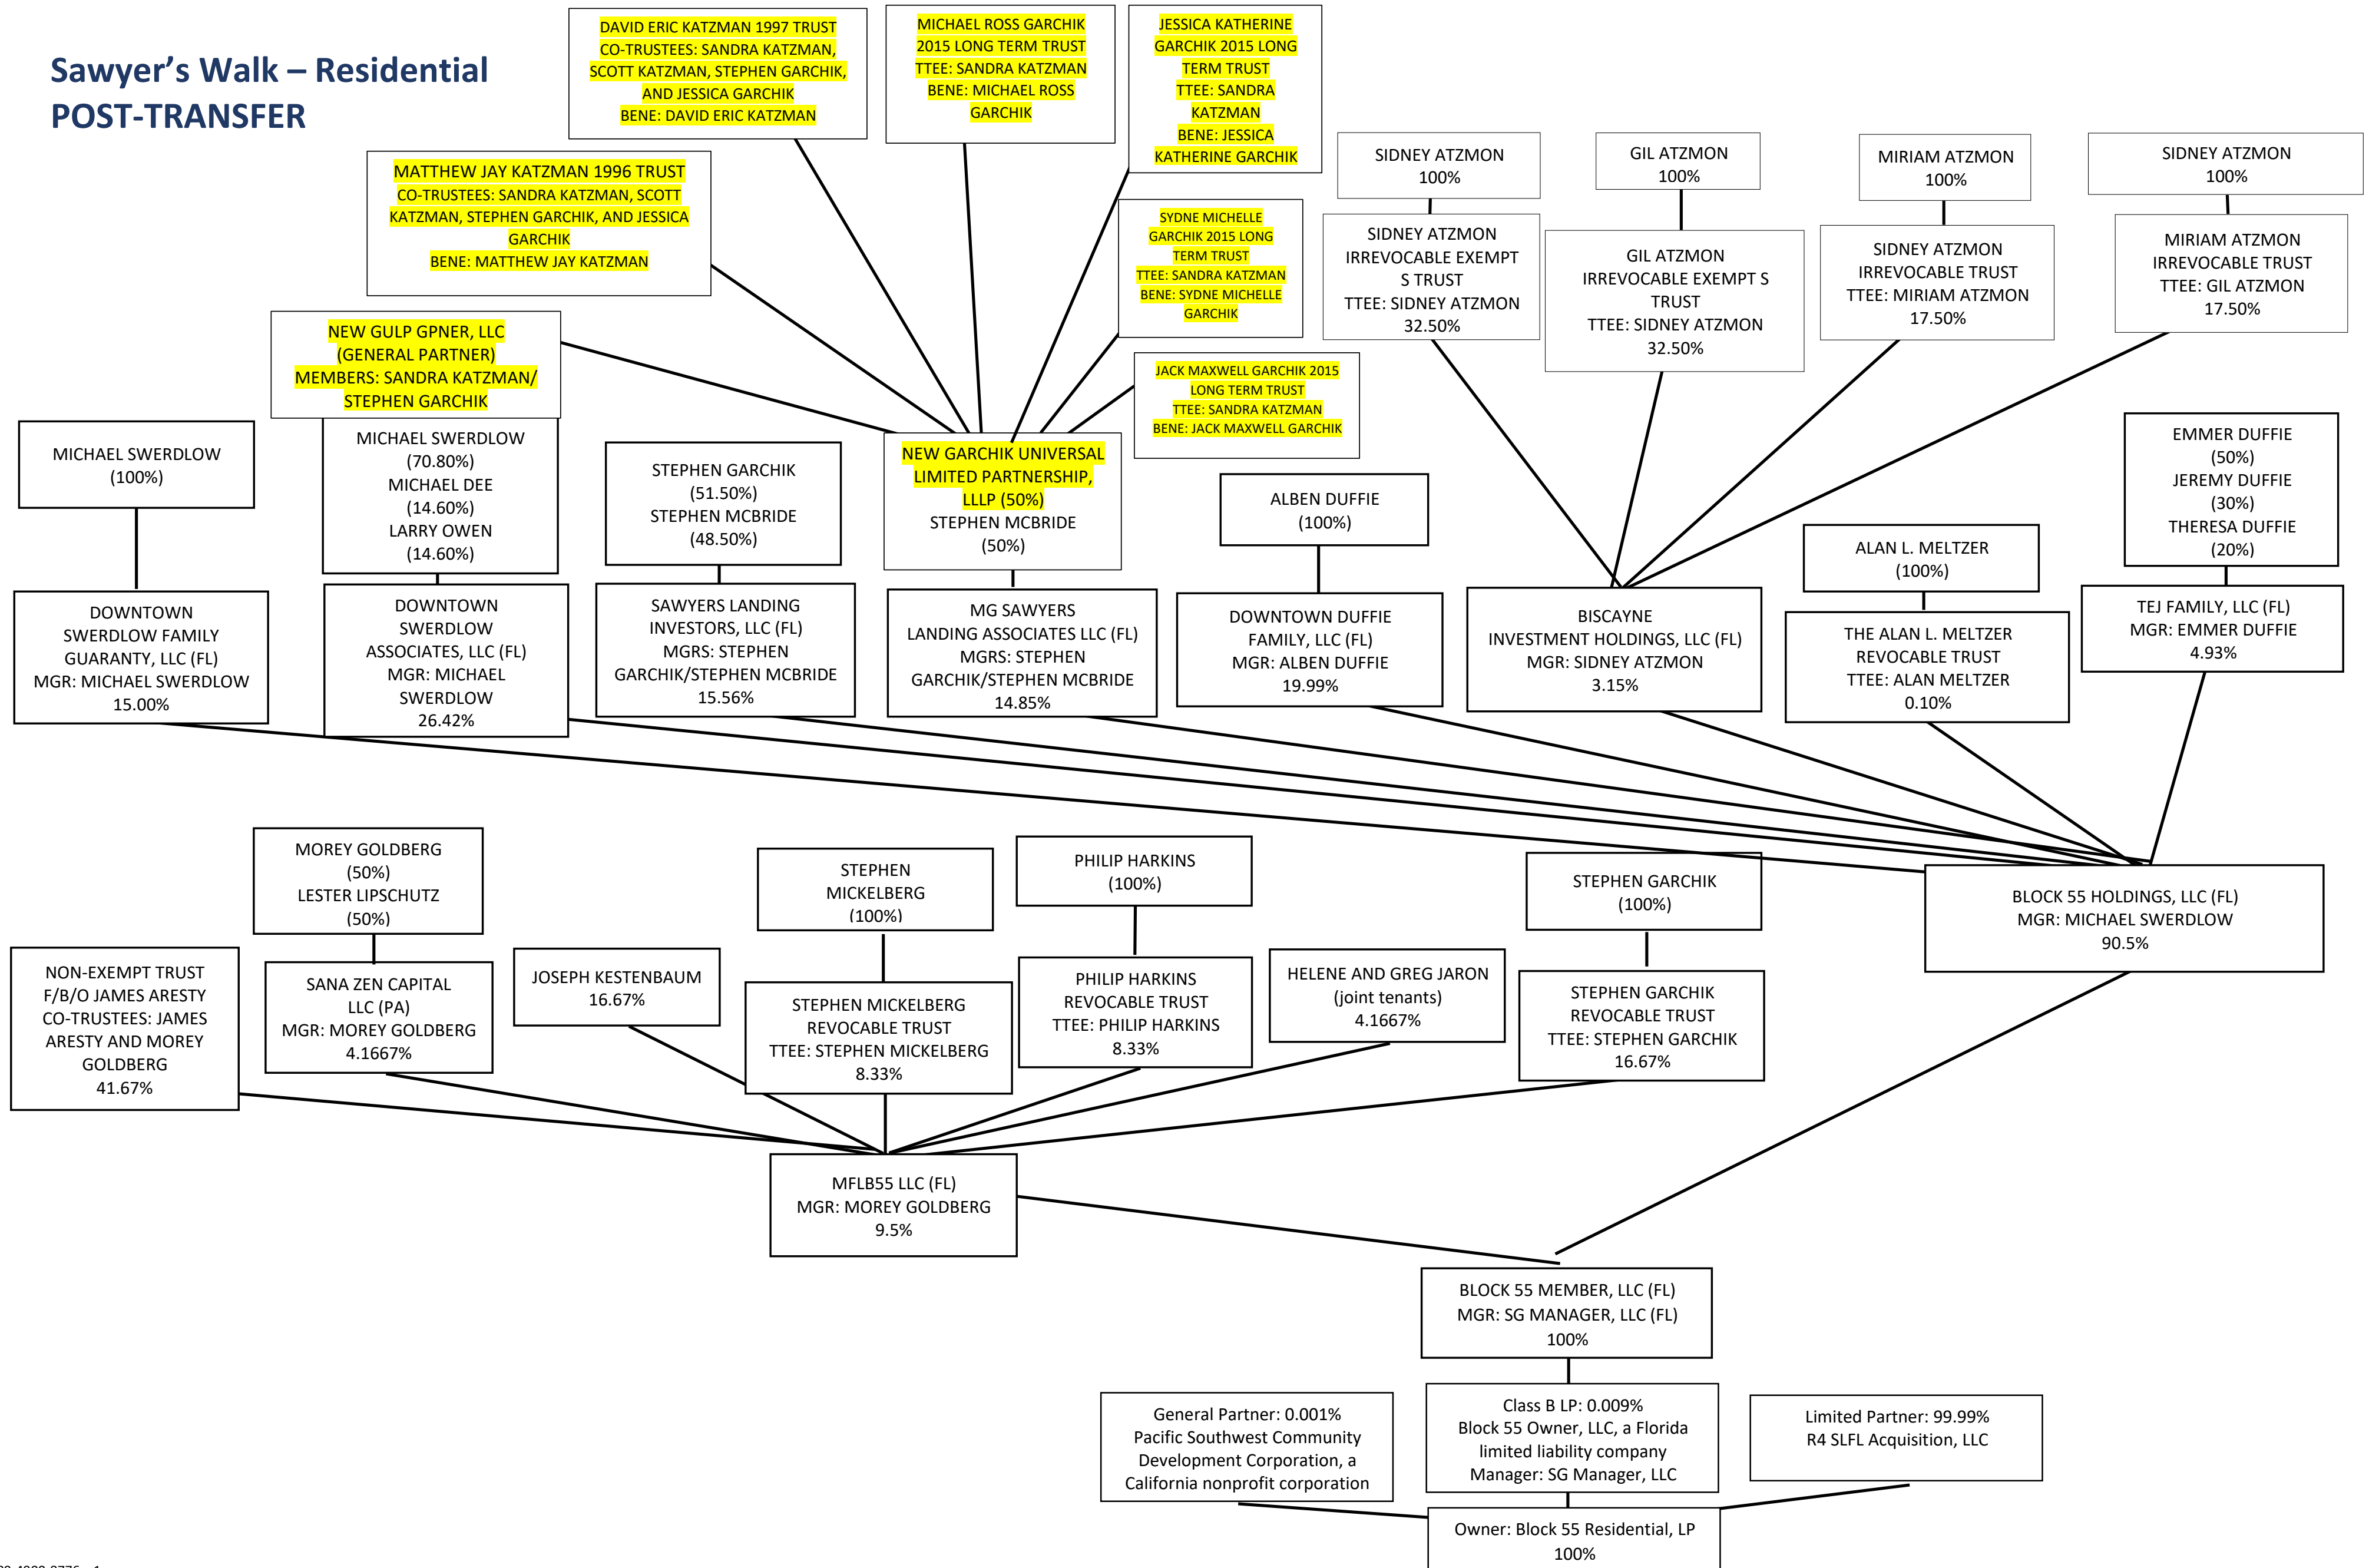 Sawyer’s Walk – Residential
POST-TRANSFER
DAVID ERIC KATZMAN 1997 TRUST
CO-TRUSTEES: SANDRA KATZMAN,
SCOTT KATZMAN, STEPHEN GARCHIK,
AND JESSICA GARCHIK
BENE: DAVID ERIC KATZMAN
MICHAEL ROSS GARCHIK
2015 LONG TERM TRUST
TTEE: SANDRA KATZMAN
BENE: MICHAEL ROSS
GARCHIK
JESSICA KATHERINE
GARCHIK 2015 LONG
TERM TRUST
TTEE: SANDRA
KATZMAN
BENE: JESSICA
KATHERINE GARCHIK
MATTHEW JAY KATZMAN 1996 TRUST
CO-TRUSTEES: SANDRA KATZMAN, SCOTT
KATZMAN, STEPHEN GARCHIK, AND JESSICA
GARCHIK
BENE: MATTHEW JAY KATZMAN
SYDNE MICHELLE
GARCHIK 2015 LONG
TERM TRUST
TTEE: SANDRA KATZMAN
BENE: SYDNE MICHELLE
GARCHIK
JACK MAXWELL GARCHIK 2015
LONG TERM TRUST
TTEE: SANDRA KATZMAN
BENE: JACK MAXWELL GARCHIK
SIDNEY ATZMON
100%
GIL ATZMON
100%
MIRIAM ATZMON
100%
SIDNEY ATZMON
100%
SIDNEY ATZMON
IRREVOCABLE EXEMPT
S TRUST
TTEE: SIDNEY ATZMON
32.50%
GIL ATZMON
IRREVOCABLE EXEMPT S
TRUST
TTEE: SIDNEY ATZMON
32.50%
SIDNEY ATZMON
IRREVOCABLE TRUST
TTEE: MIRIAM ATZMON
17.50%
MIRIAM ATZMON
IRREVOCABLE TRUST
TTEE: GIL ATZMON
17.50%
NEW GULP GPNER, LLC
(GENERAL PARTNER)
MEMBERS: SANDRA KATZMAN/
STEPHEN GARCHIK
MICHAEL SWERDLOW
(100%)
MICHAEL SWERDLOW
(70.80%)
MICHAEL DEE
(14.60%)
LARRY OWEN
(14.60%)
STEPHEN GARCHIK
(51.50%)
STEPHEN MCBRIDE
(48.50%)
NEW GARCHIK UNIVERSAL
LIMITED PARTNERSHIP,
LLLP (50%)
STEPHEN MCBRIDE
(50%)
ALBEN DUFFIE
(100%)
ALAN L. MELTZER
(100%)
EMMER DUFFIE
(50%)
JEREMY DUFFIE
(30%)
THERESA DUFFIE
(20%)
DOWNTOWN
SWERDLOW FAMILY
GUARANTY, LLC (FL)
MGR: MICHAEL SWERDLOW
15.00%
DOWNTOWN
SWERDLOW
ASSOCIATES, LLC (FL)
MGR: MICHAEL
SWERDLOW
26.42%
SAWYERS LANDING
INVESTORS, LLC (FL)
MGRS: STEPHEN
GARCHIK/STEPHEN MCBRIDE
15.56%
MG SAWYERS
LANDING ASSOCIATES LLC (FL)
MGRS: STEPHEN
GARCHIK/STEPHEN MCBRIDE
14.85%
DOWNTOWN DUFFIE
FAMILY, LLC (FL)
MGR: ALBEN DUFFIE
19.99%
BISCAYNE
INVESTMENT HOLDINGS, LLC (FL)
MGR: SIDNEY ATZMON
3.15%
THE ALAN L. MELTZER
REVOCABLE TRUST
TTEE: ALAN MELTZER
0.10%
TEJ FAMILY, LLC (FL)
MGR: EMMER DUFFIE
4.93%
MOREY GOLDBERG
(50%)
LESTER LIPSCHUTZ
(50%)
STEPHEN
MICKELBERG
(100%)
PHILIP HARKINS
(100%)
STEPHEN GARCHIK
(100%)
BLOCK 55 HOLDINGS, LLC (FL)
MGR: MICHAEL SWERDLOW
90.5%
NON-EXEMPT TRUST
F/B/O JAMES ARESTY
CO-TRUSTEES: JAMES
ARESTY AND MOREY
GOLDBERG
41.67%
SANA ZEN CAPITAL
LLC (PA)
MGR: MOREY GOLDBERG
4.1667%
JOSEPH KESTENBAUM
16.67%
STEPHEN MICKELBERG
REVOCABLE TRUST
TTEE: STEPHEN MICKELBERG
8.33%
PHILIP HARKINS
REVOCABLE TRUST
TTEE: PHILIP HARKINS
8.33%
HELENE AND GREG JARON
(joint tenants)
4.1667%
STEPHEN GARCHIK
REVOCABLE TRUST
TTEE: STEPHEN GARCHIK
16.67%
MFLB55 LLC (FL)
MGR: MOREY GOLDBERG
9.5%
BLOCK 55 MEMBER, LLC (FL)
MGR: SG MANAGER, LLC (FL)
100%
General Partner: 0.001%
Pacific Southwest Community
Development Corporation, a
California nonprofit corporation
Class B LP: 0.009%
Block 55 Owner, LLC, a Florida
limited liability company
Manager: SG Manager, LLC
Limited Partner: 99.99%
R4 SLFL Acquisition, LLC
Owner: Block 55 Residential, LP
100%